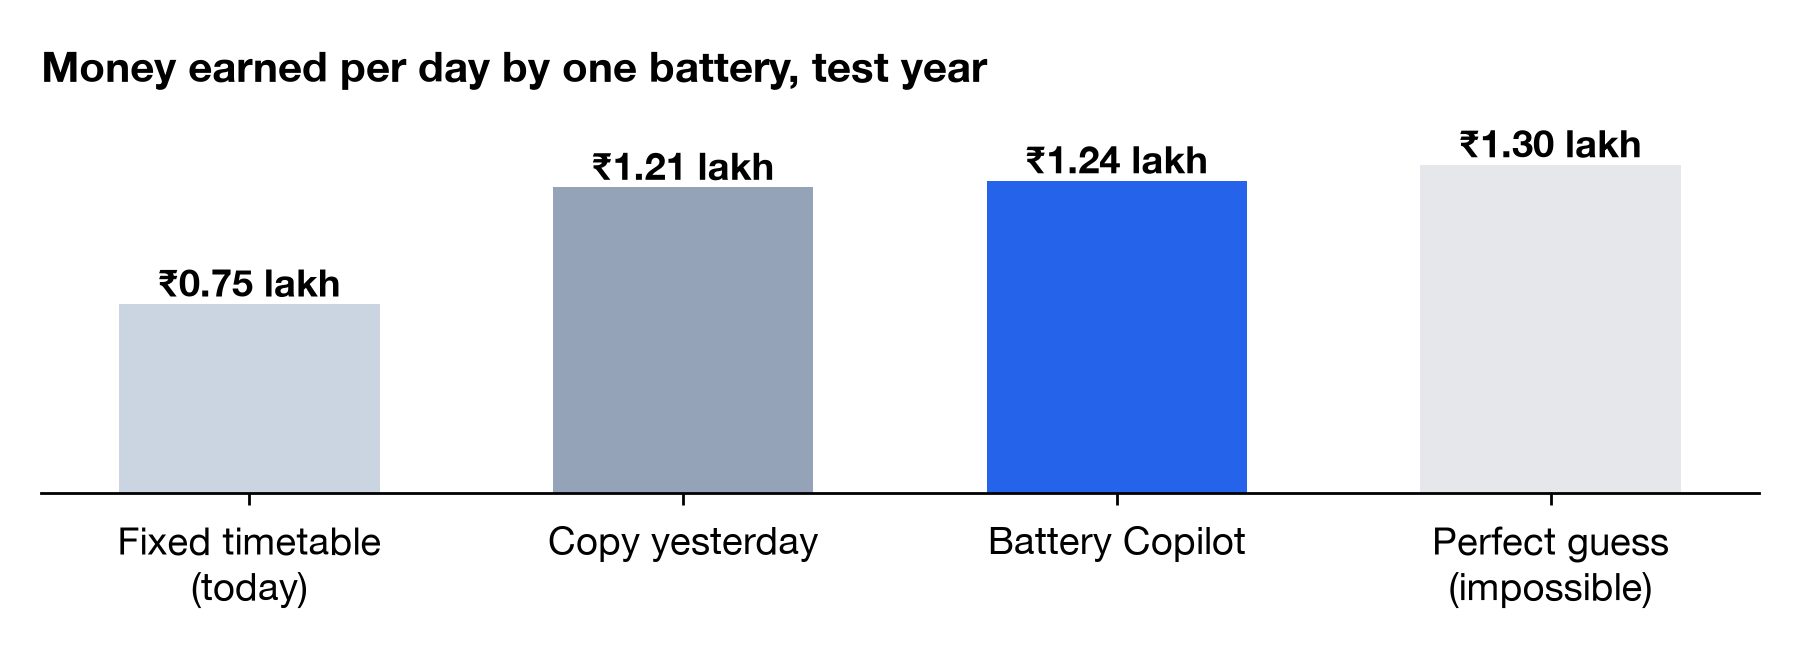 Money earned per day by one battery, test year
₹0.75 lakh
₹1.21 lakh
₹1.24 lakh
₹1.30 lakh
Fixed timetable
(today)
Copy yesterday
Battery Copilot
Perfect guess
(impossible)